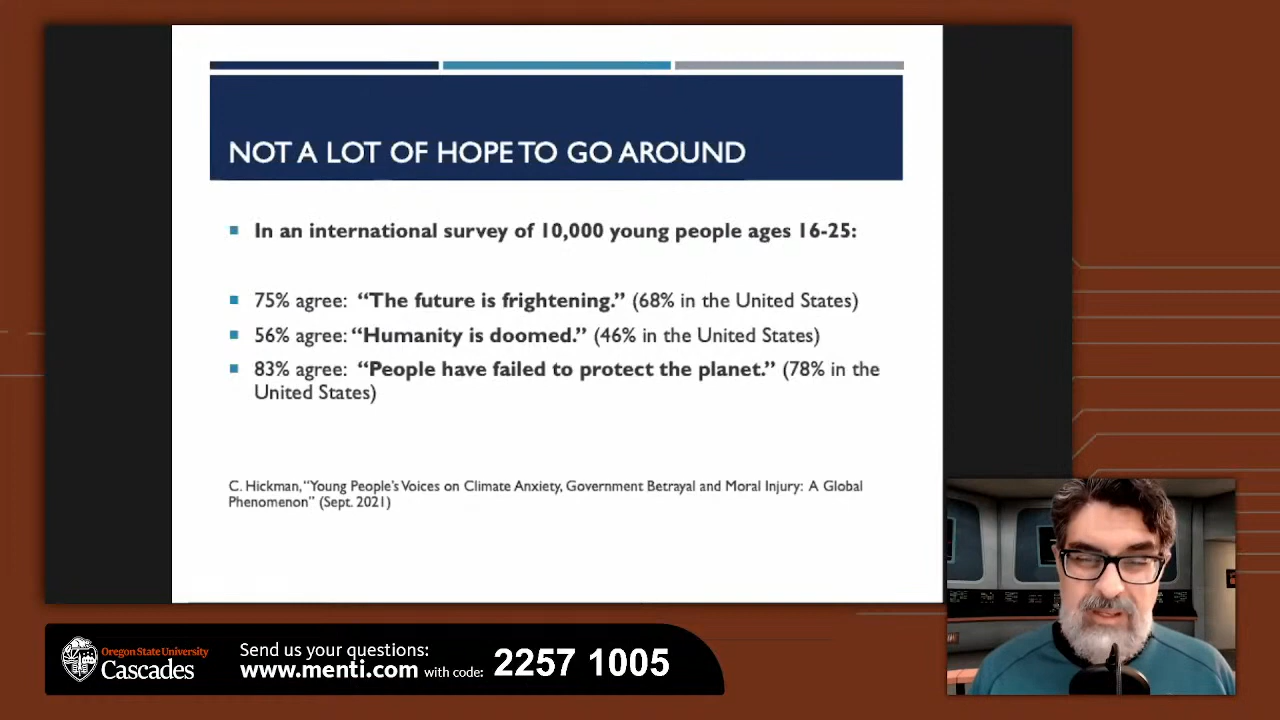 NOT A LOT OF HOPE TO GO AROUND
In an international survey of 10,000 young people ages 16-25:
75% agree: “The future is frightening.” (68% in the United States)
56% agree: “Humanity is doomed.” (46% in the United States)
83% agree: “People have failed to protect the planet.” (78% in the
United States)
C. Hickman, “Young People’s Voices on Climate Anxiety, Government Betrayal and Moral Injury: A Global
Phenomenon” (Sept. 2021)
Oregon State University
Cascades
Send us your questions:
www.menti.com with code: 2257 1005